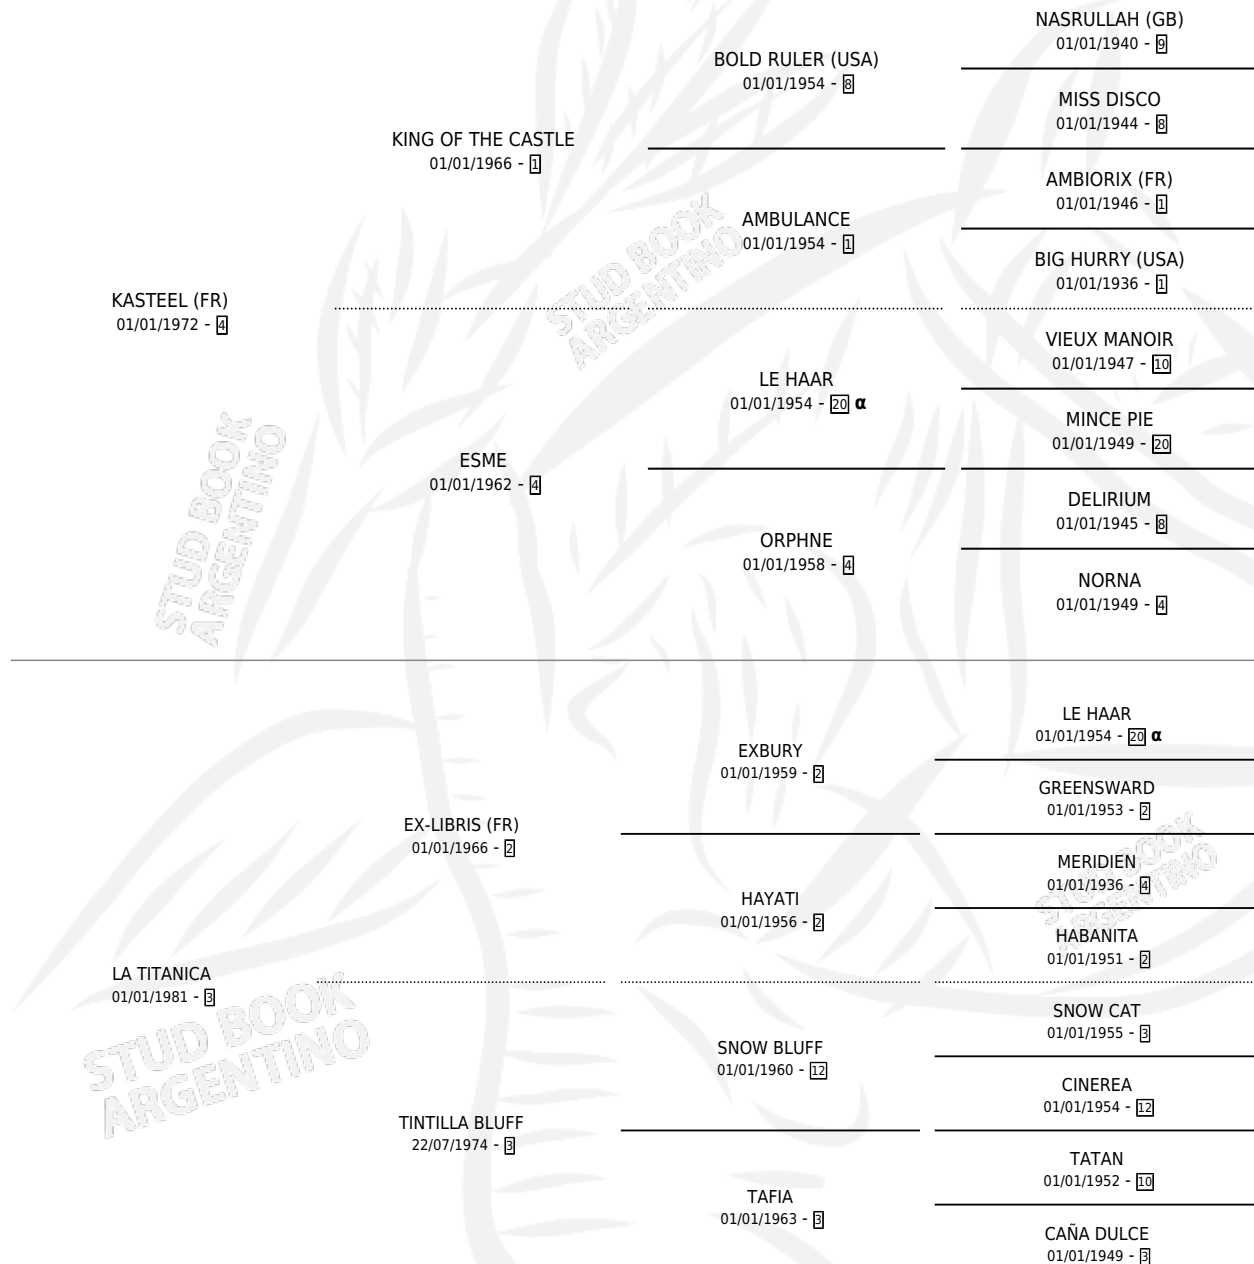 NASRULLAH (GB)
01/01/1940 - 9
BOLD RULER (USA)
01/01/1954 - 8
MISS DISCO
01/01/1944 - 8
KING OF THE CASTLE
01/01/1966 - 1
AMBIORIX (FR)
01/01/1946 - 1
AMBULANCE
01/01/1954 - 1
BIG HURRY (USA)
01/01/1936 - 1
KASTEEL (FR)
01/01/1972 - 4
STUD BOOK
ARGENTINO
VIEUX MANOIR
01/01/1947 - 10
LE HAAR
01/01/1954 - 20 α
MINCE PIE
01/01/1949 - 20
ESME
01/01/1962 - 4
DELIRIUM
01/01/1945 - 8
ORPHNE
01/01/1958 - 4
NORNA
01/01/1949 - 4
STUD BOOK
ARGENTINO
LE HAAR
01/01/1954 - 20 α
EXBURY
01/01/1959 - 2
GREENSWARD
01/01/1953 - 2
EX-LIBRIS (FR)
01/01/1966 - 2
MERIDIEN
01/01/1936 - 4
HAYATI
01/01/1956 - 2
HABANITA
01/01/1951 - 2
STUD BOOK
ARGENTINO
LA TITANICA
01/01/1981 - 3
SNOW CAT
01/01/1955 - 3
SNOW BLUFF
01/01/1960 - 12
CINEREA
01/01/1954 - 12
STUD BOOK
ARGENTINO
TINTILLA BLUFF
22/07/1974 - 3
TATAN
01/01/1952 - 10
TAFIA
01/01/1963 - 3
CAÑA DULCE
01/01/1949 - 3